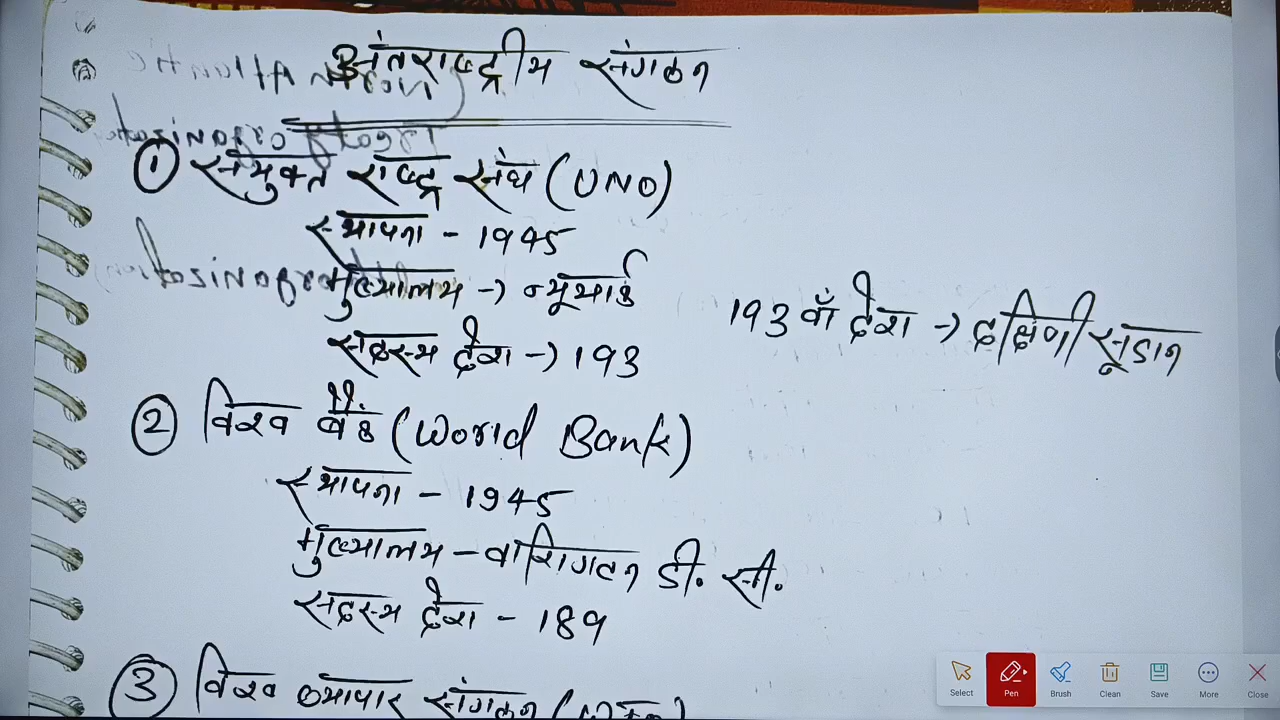 अंतराष्ट्रीय संगठन
① संयुक्त राष्ट्र संघ (UNO)
स्थापना - 1945
मुख्यालय → न्यूयार्क
सदस्य देश → 193
193 वाँ देश → दक्षिणी सूडान
② विश्व बैंक (World Bank)
स्थापना - 1945
मुख्यालय - वाशिंगटन डी. सी.
सदस्य देश - 189
③ विश्व व्यापार संगठन
Select Pen Brush Clean Save More Close